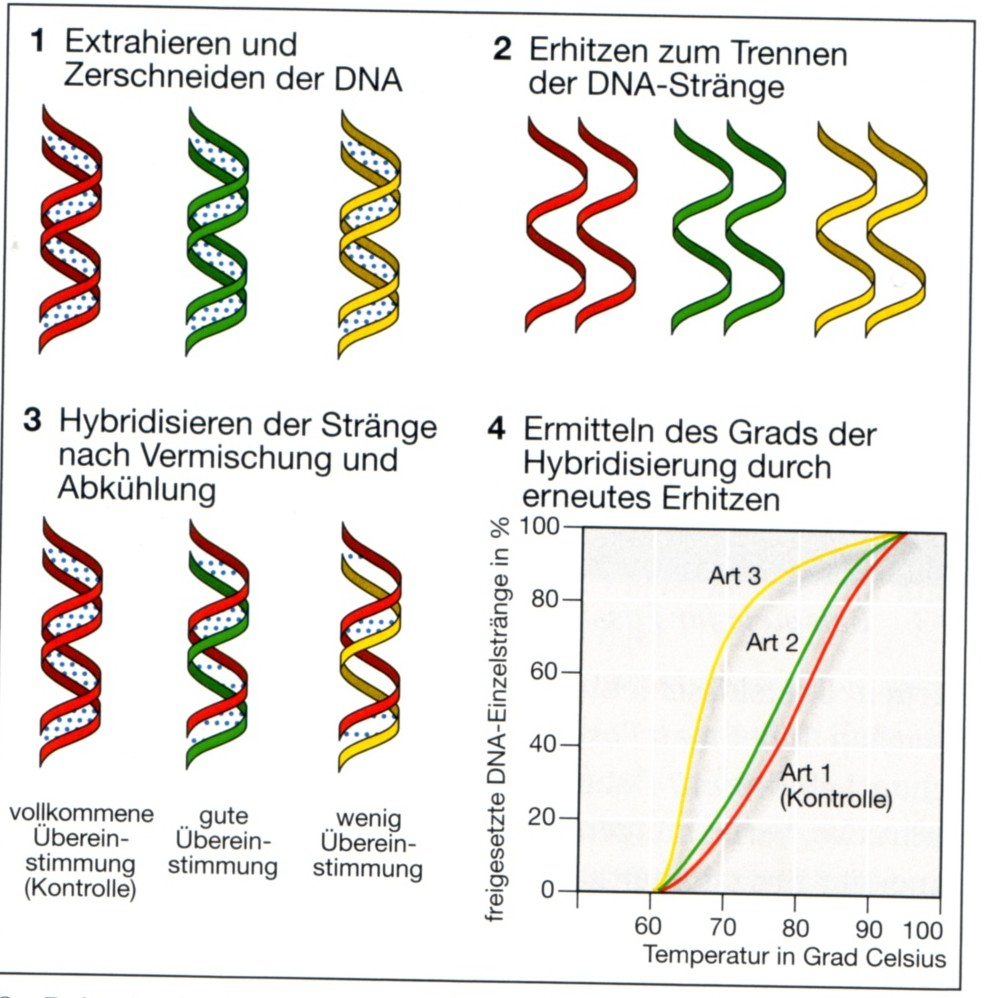 1 Extrahieren und
Zerschneiden der DNA
2 Erhitzen zum Trennen
der DNA-Stränge
3 Hybridisieren der Stränge
nach Vermischung und
Abkühlung
vollkommene
Überein-
stimmung
(Kontrolle)
gute
Überein-
stimmung
wenig
Überein-
stimmung
4 Ermitteln des Grads der
Hybridisierung durch
erneutes Erhitzen
freigesetzte DNA-Einzelstränge in %
100
80
60
40
20
0
Art 3
Art 2
Art 1
(Kontrolle)
60 70 80 90 100
Temperatur in Grad Celsius